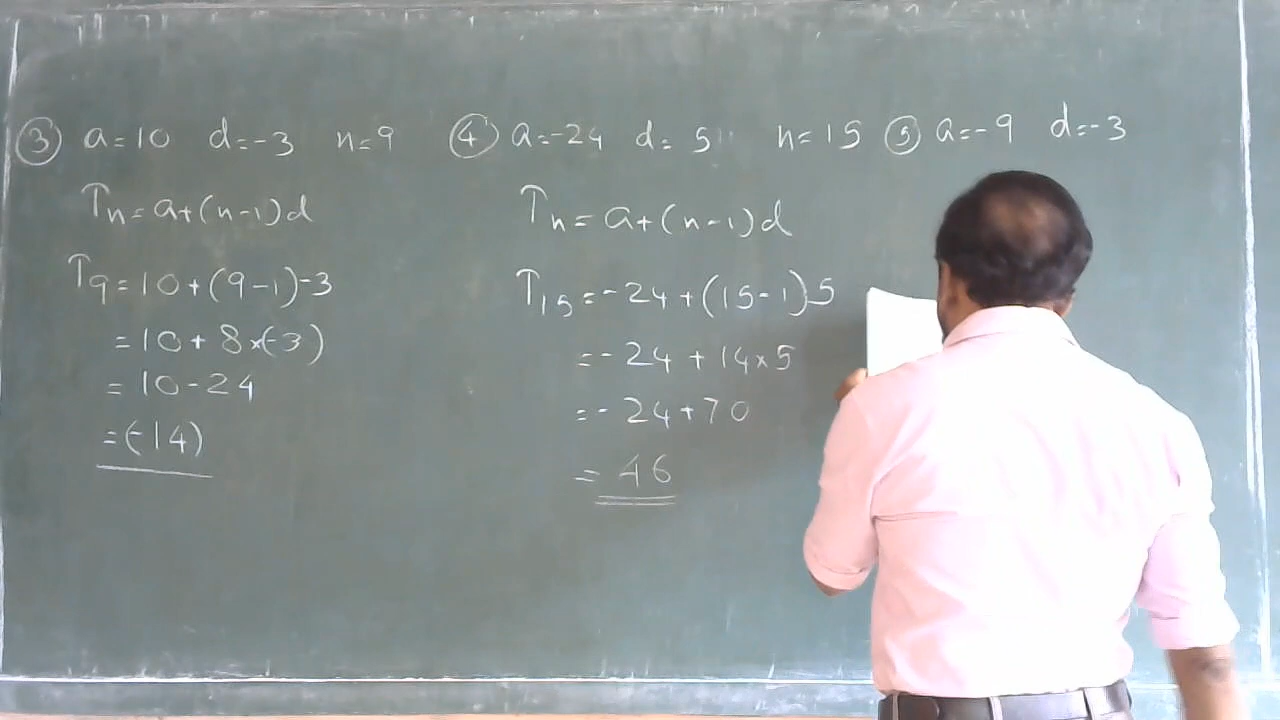 ③ a=10 d=-3 n=9
Tn=a+(n-1)d
T9=10+(9-1)-3
=10+8×(-3)
=10-24
=(-14)
④ a=-24 d=5 n=15
Tn=a+(n-1)d
T15=-24+(15-1)5
=-24+14×5
=-24+70
=46
⑤ a=-9 d=-3